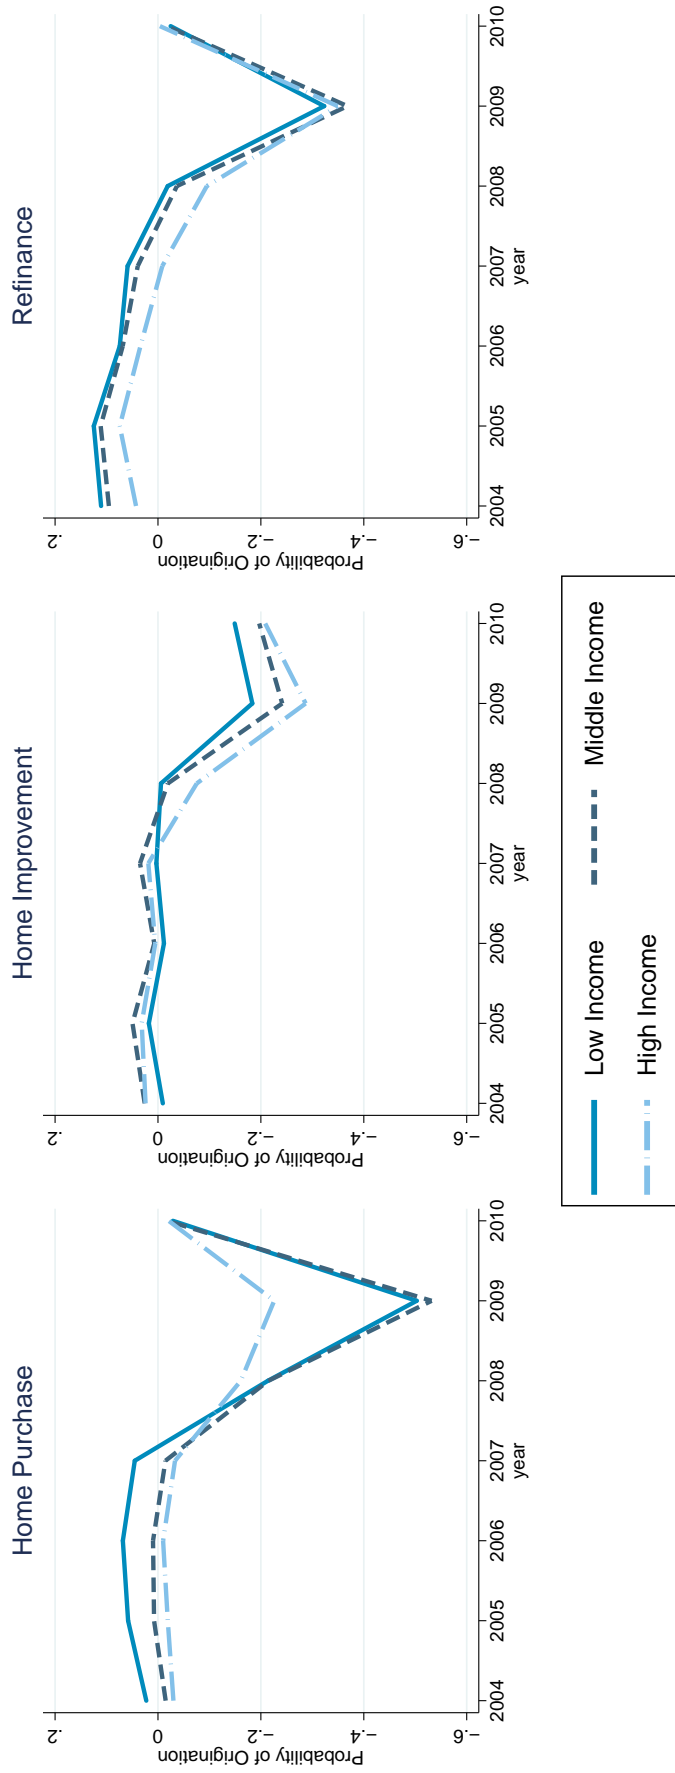 Home Purchase
.2
0
-.2
-.4
-.6
Probability of Origination
2004 2005 2006 2007 2008 2009 2010
year
Home Improvement
.2
0
-.2
-.4
-.6
Probability of Origination
2004 2005 2006 2007 2008 2009 2010
year
Refinance
.2
0
-.2
-.4
-.6
Probability of Origination
2004 2005 2006 2007 2008 2009 2010
year
Low Income Middle Income
High Income